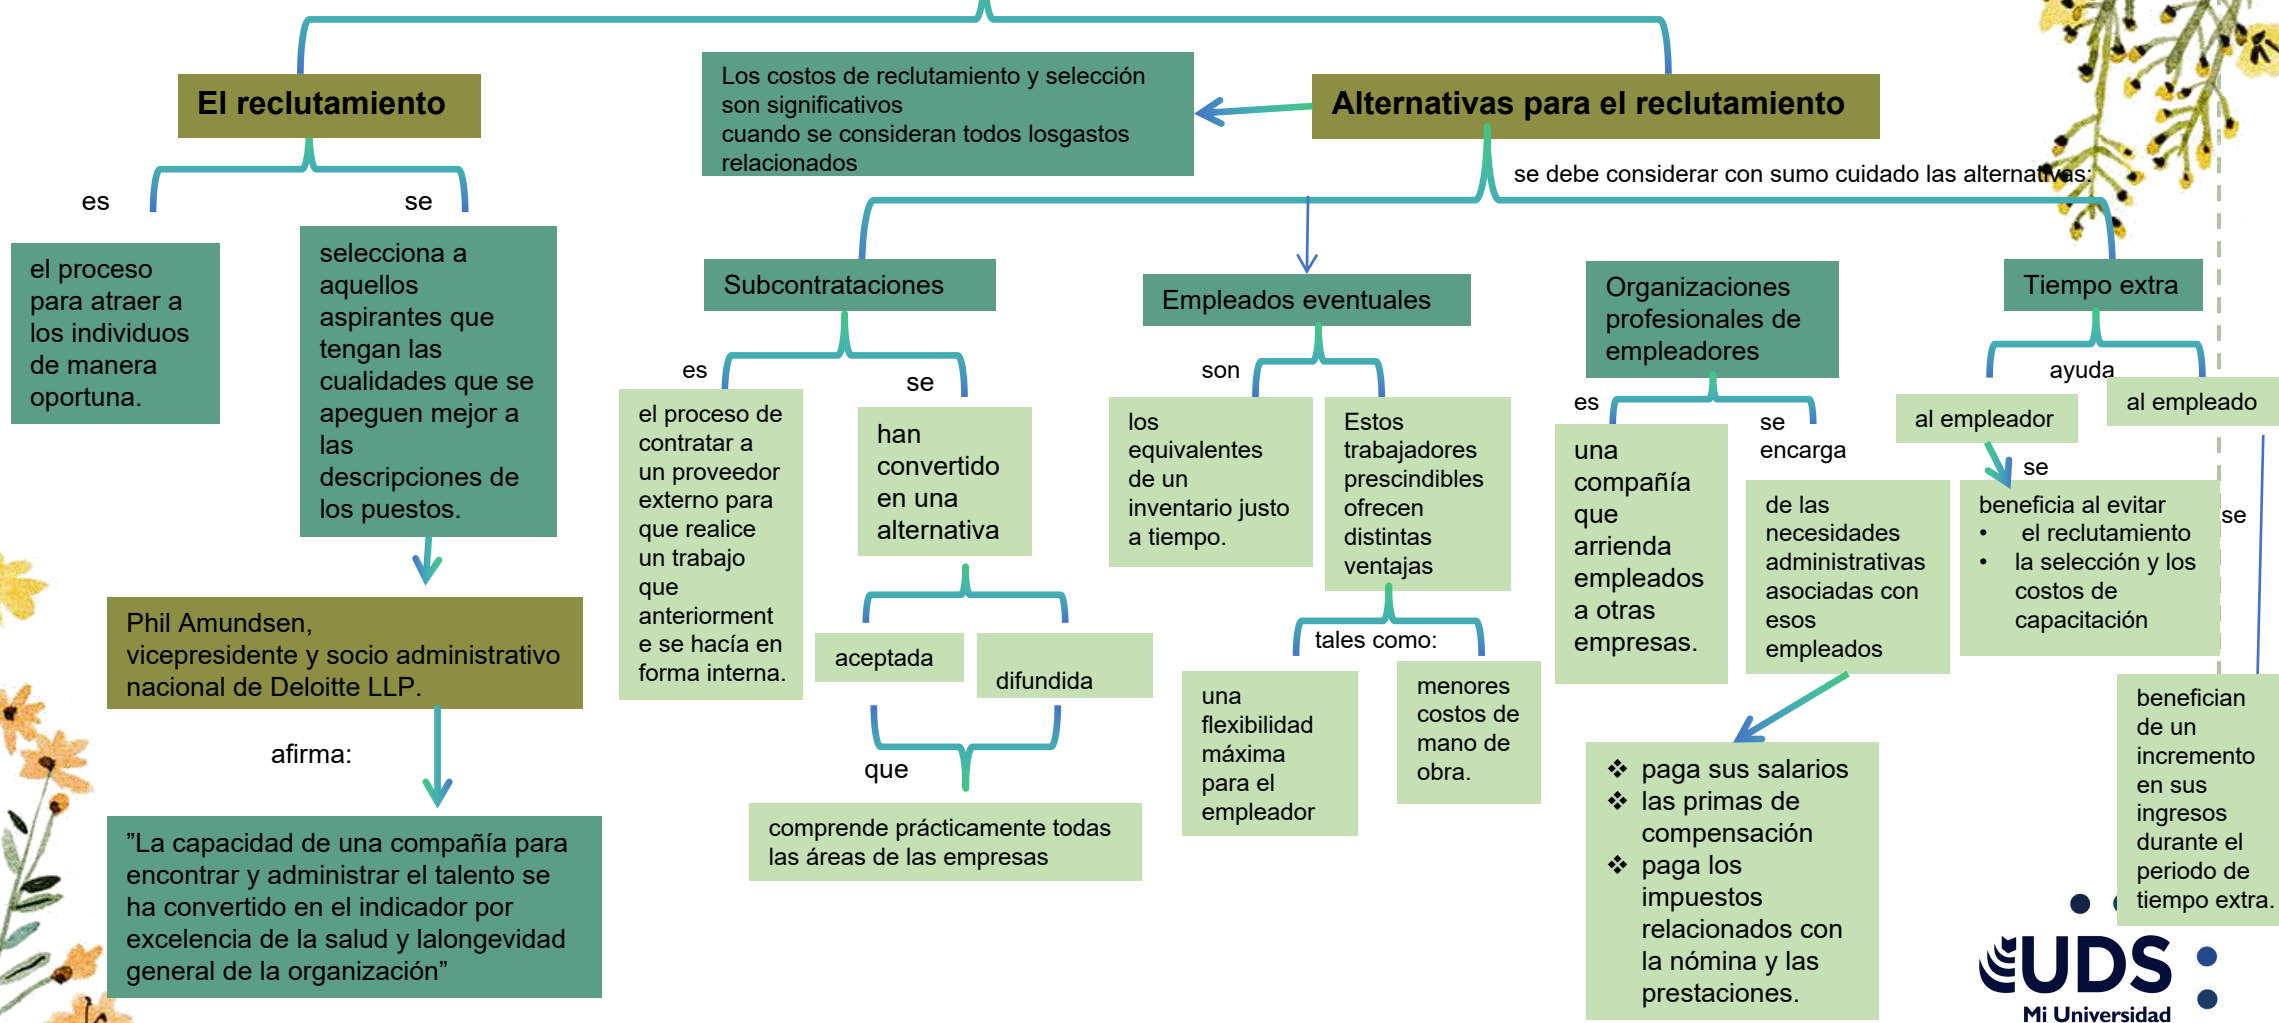 El reclutamiento
es
el proceso
para atraer a
los individuos
de manera
oportuna.
se
selecciona a
aquellos
aspirantes que
tengan las
cualidades que se
apeguen mejor a
las
descripciones de
los puestos.
Phil Amundsen,
vicepresidente y socio administrativo
nacional de Deloitte LLP.
afirma:
”La capacidad de una compañía para
encontrar y administrar el talento se
ha convertido en el indicador por
excelencia de la salud y lalongevidad
general de la organización”
Los costos de reclutamiento y selección
son significativos
cuando se consideran todos losgastos
relacionados
Alternativas para el reclutamiento
se debe considerar con sumo cuidado las alternativas:
Subcontrataciones
es
el proceso de
contratar a
un proveedor
externo para
que realice
un trabajo
que
anteriorment
e se hacía en
forma interna.
se
han
convertido
en una
alternativa
aceptada
difundida
que
comprende prácticamente todas
las áreas de las empresas
Empleados eventuales
son
los
equivalentes
de un
inventario justo
a tiempo.
Estos
trabajadores
prescindibles
ofrecen
distintas
ventajas
tales como:
una
flexibilidad
máxima
para el
empleador
menores
costos de
mano de
obra.
Organizaciones
profesionales de
empleadores
es
una
compañía
que
arrienda
empleados
a otras
empresas.
se
encarga
de las
necesidades
administrativas
asociadas con
esos
empleados
❖ paga sus salarios
❖ las primas de
compensación
❖ paga los
impuestos
relacionados con
la nómina y las
prestaciones.
Tiempo extra
ayuda
al empleador
se
beneficia al evitar
• el reclutamiento
• la selección y los
costos de
capacitación
al empleado
se
benefician
de un
incremento
en sus
ingresos
durante el
periodo de
tiempo extra.
UDS
Mi Universidad